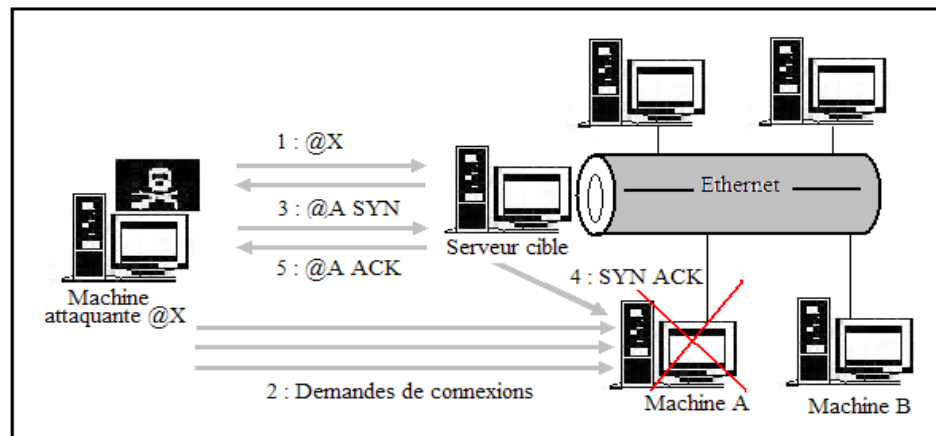 1 : @X
Ethernet
3 : @A SYN
Serveur cible
5 : @A ACK
4 : SYN ACK
Machine
attaquante @X
2 : Demandes de connexions
Machine A
Machine B